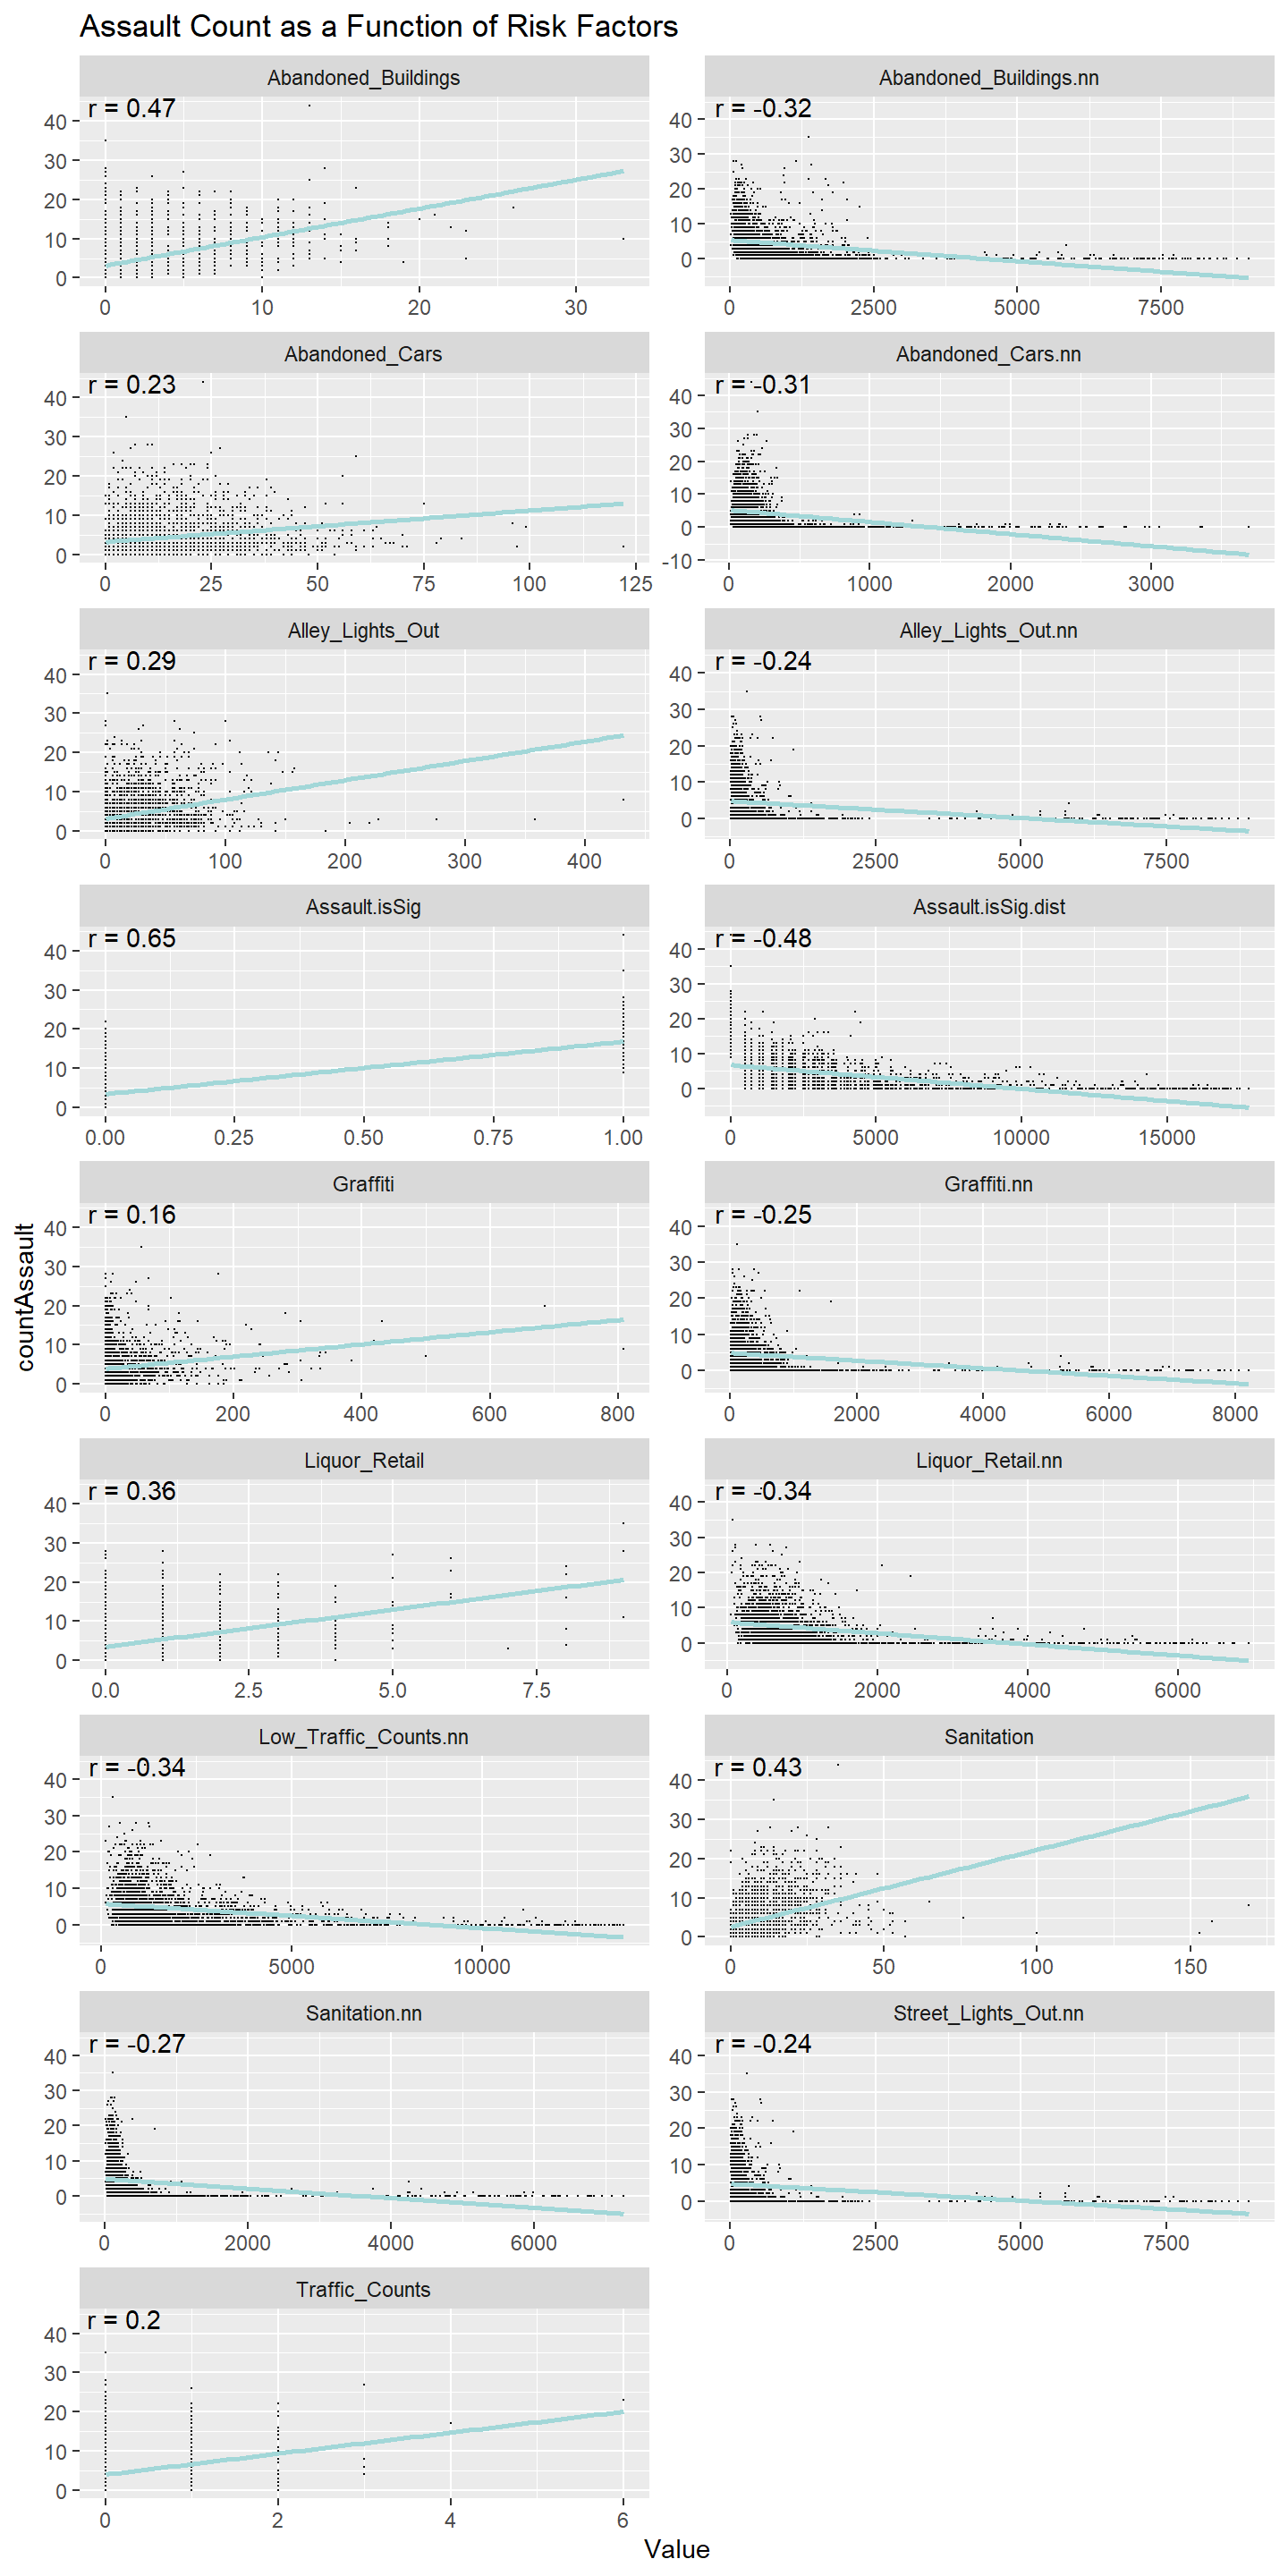 Assault Count as a Function of Risk Factors
Abandoned_Buildings
r = 0.47
40
30
20
10
0
0 10 20 30
Abandoned_Buildings.nn
r = -0.32
40
30
20
10
0
0 2500 5000 7500
Abandoned_Cars
r = 0.23
40
30
20
10
0
0 25 50 75 100 125
Abandoned_Cars.nn
r = -0.31
40
30
20
10
0
-10
0 1000 2000 3000
Alley_Lights_Out
r = 0.29
40
30
20
10
0
0 100 200 300 400
Alley_Lights_Out.nn
r = -0.24
40
30
20
10
0
0 2500 5000 7500
Assault.isSig
r = 0.65
40
30
20
10
0
0.00 0.25 0.50 0.75 1.00
Assault.isSig.dist
r = -0.48
40
30
20
10
0
0 5000 10000 15000
countAssault
Graffiti
r = 0.16
40
30
20
10
0
0 200 400 600 800
Graffiti.nn
r = -0.25
40
30
20
10
0
0 2000 4000 6000 8000
Liquor_Retail
r = 0.36
40
30
20
10
0
0.0 2.5 5.0 7.5
Liquor_Retail.nn
r = -0.34
40
30
20
10
0
0 2000 4000 6000
Low_Traffic_Counts.nn
r = -0.34
40
30
20
10
0
0 5000 10000
Sanitation
r = 0.43
40
30
20
10
0
0 50 100 150
Sanitation.nn
r = -0.27
40
30
20
10
0
0 2000 4000 6000
Street_Lights_Out.nn
r = -0.24
40
30
20
10
0
0 2500 5000 7500
Traffic_Counts
r = 0.2
40
30
20
10
0
0 2 4 6
Value